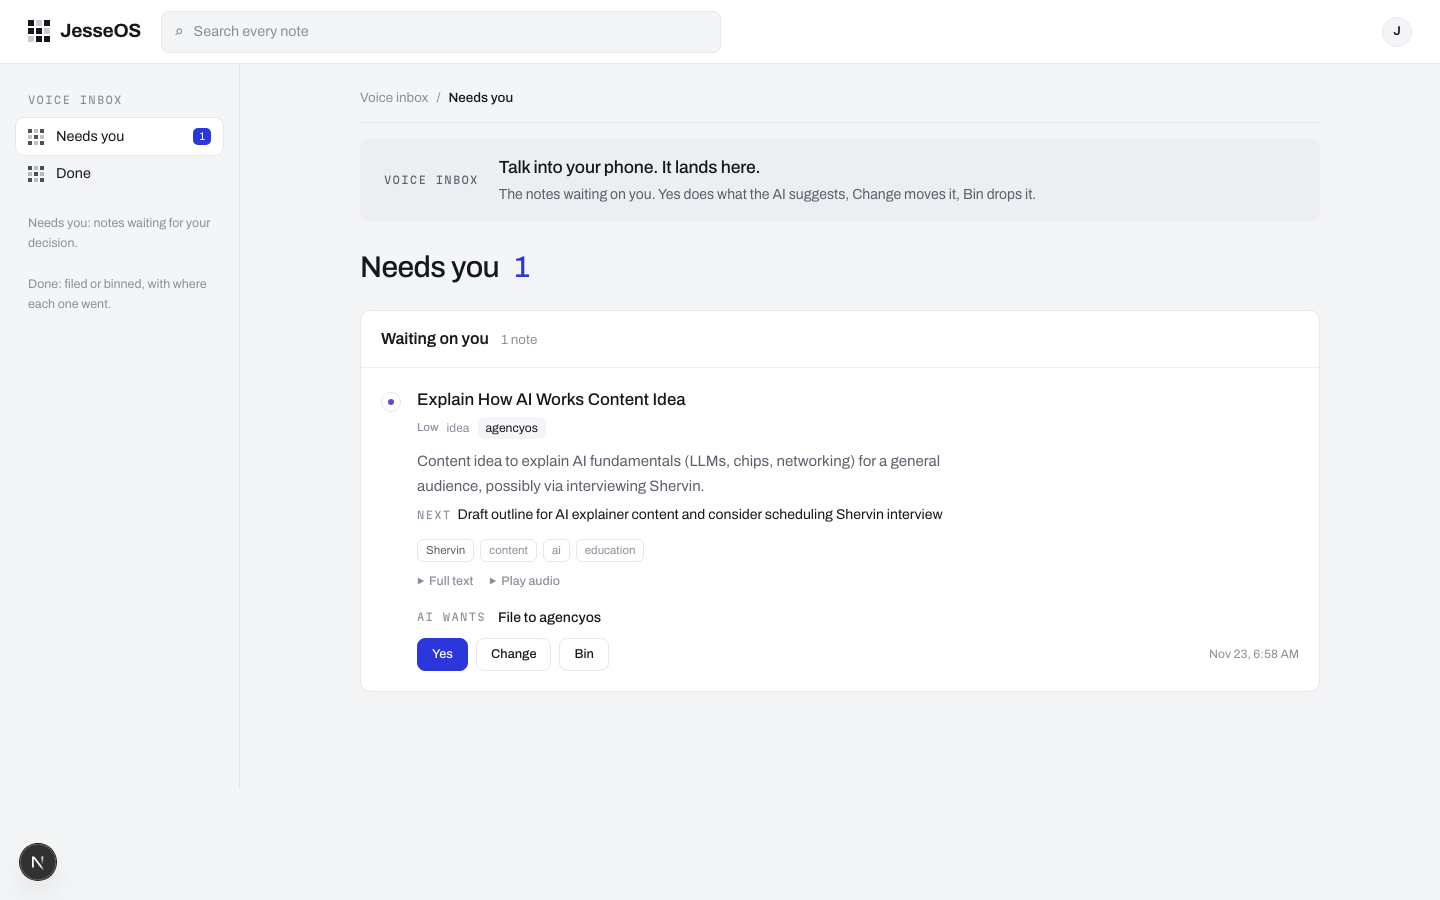 JesseOS
Search every note
J
VOICE INBOX
Needs you 1
Done
Needs you: notes waiting for your
decision.
Done: filed or binned, with where
each one went.
Voice inbox / Needs you
VOICE INBOX
Talk into your phone. It lands here.
The notes waiting on you. Yes does what the AI suggests, Change moves it, Bin drops it.
Needs you 1
Waiting on you 1 note
Explain How AI Works Content Idea
Low idea agencyos
Content idea to explain AI fundamentals (LLMs, chips, networking) for a general
audience, possibly via interviewing Shervin.
NEXT Draft outline for AI explainer content and consider scheduling Shervin interview
Shervin content ai education
Full text Play audio
AI WANTS File to agencyos
Yes Change Bin Nov 23, 6:58 AM
N